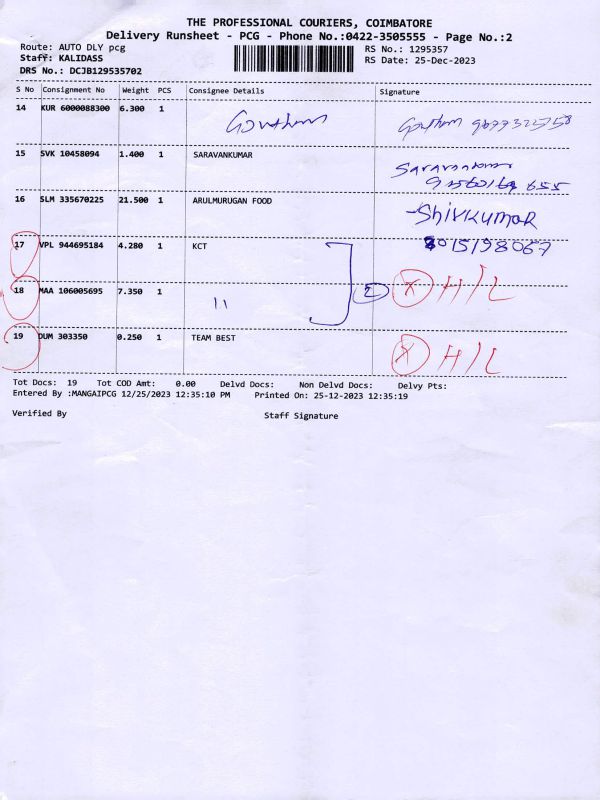 THE PROFESSIONAL COURIERS, COIMBATORE
Delivery Runsheet - PCG - Phone No.:0422-3505555 - Page No.:2
Route: AUTO DLY pcg RS No.: 1295357
Staff: KALIDASS RS Date: 25-Dec-2023
DRS No.: DCJB129535702
S No Consignment No Weight PCS Consignee Details Signature
14 KUR 6000088300 6.300 1 Gowtham Gowtham
15 SVK 10458094 1.400 1 SARAVANKUMAR Saravankumar
16 SLM 335670225 21.500 1 ARULMURUGAN FOOD Shivkumar
8015198067
17 VPL 944695184 4.280 1 KCT
18 MAA 106005695 7.350 1 11 2 X H/L
19 DUM 303350 0.250 1 TEAM BEST X H/L
Tot Docs: 19 Tot COD Amt: 0.00 Delvd Docs: Non Delvd Docs: Delvy Pts:
Entered By :MANGAIPCG 12/25/2023 12:35:10 PM Printed On: 25-12-2023 12:35:19
Verified By Staff Signature